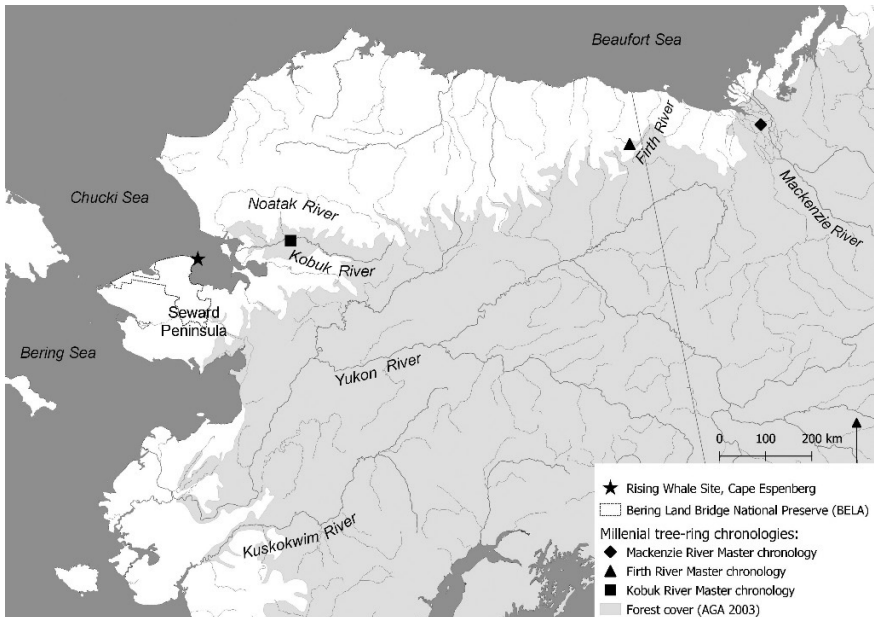 Beaufort Sea
Firth River
Mackenzie River
Chucki Sea
Noatak River
Kobuk River
Seward
Peninsula
Bering Sea
Yukon River
Kuskokwim River
0 100 200 km
Rising Whale Site, Cape Espenberg
Bering Land Bridge National Preserve (BELA)
Millenial tree-ring chronologies:
Mackenzie River Master chronology
Firth River Master chronology
Kobuk River Master chronology
Forest cover (AGA 2003)